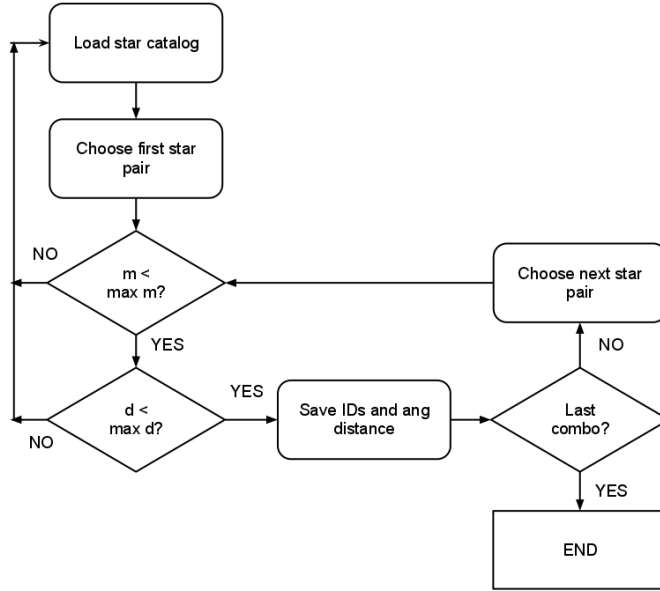 Load star catalog
Choose first star
pair
NO
m <
max m?
Choose next star
pair
YES
NO
d <
max d?
YES
Save IDs and ang
distance
Last
combo?
NO
YES
END